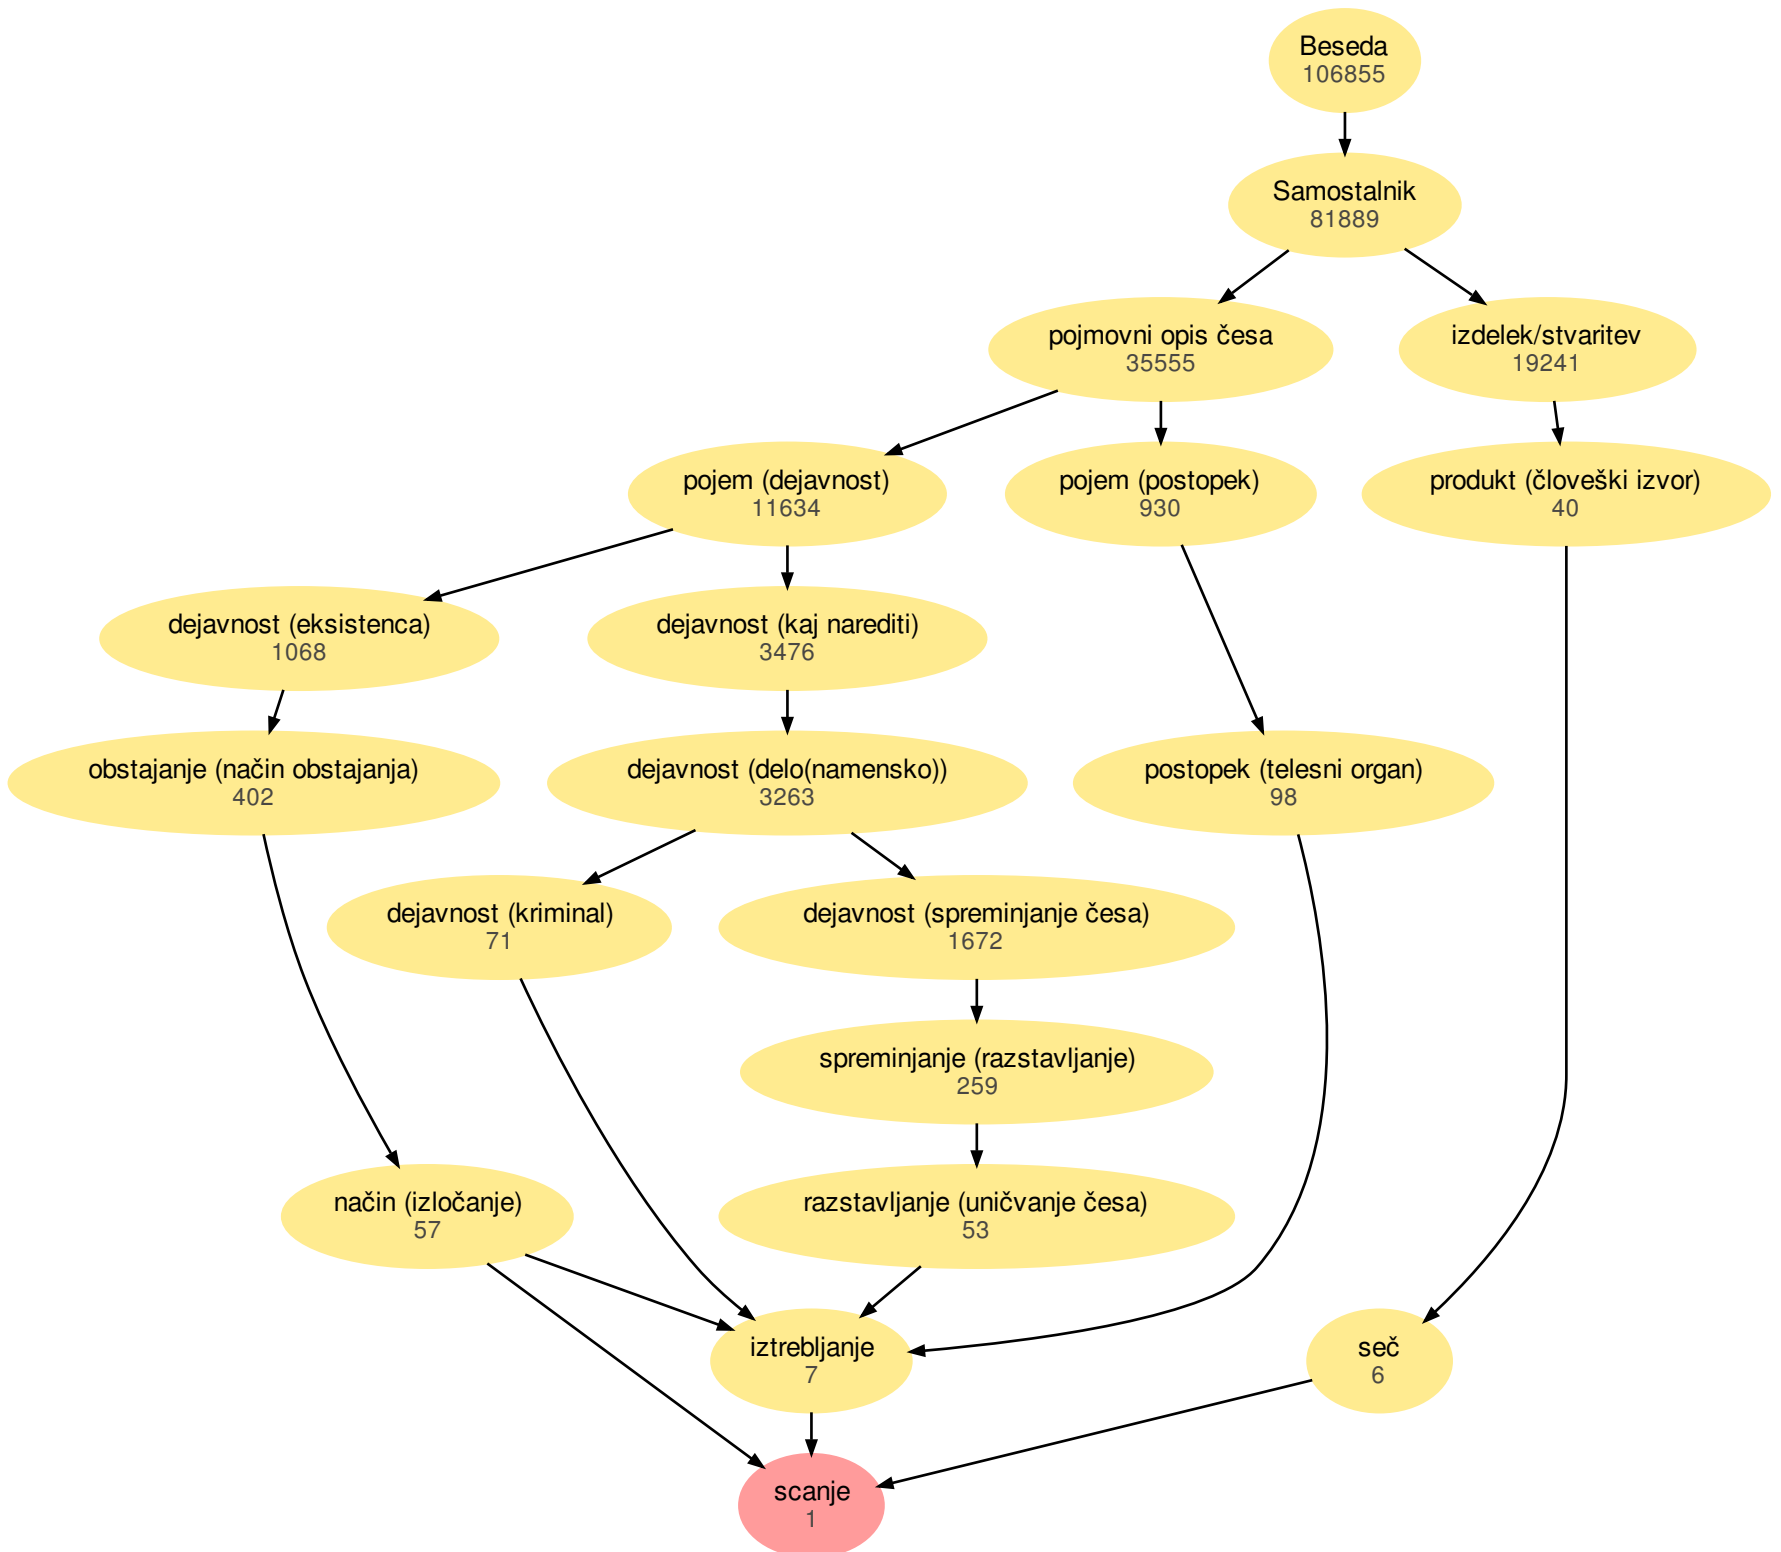 Beseda
106855
Samostalnik
81889
pojmovni opis česa
35555
izdelek/stvaritev
19241
pojem (dejavnost)
11634
pojem (postopek)
930
produkt (človeški izvor)
40
dejavnost (eksistenca)
1068
dejavnost (kaj narediti)
3476
obstajanje (način obstajanja)
402
dejavnost (delo(namensko))
3263
postopek (telesni organ)
98
dejavnost (kriminal)
71
dejavnost (spreminjanje česa)
1672
spreminjanje (razstavljanje)
259
način (izločanje)
57
razstavljanje (uničvanje česa)
53
iztrebljanje
7
seč
6
scanje
1